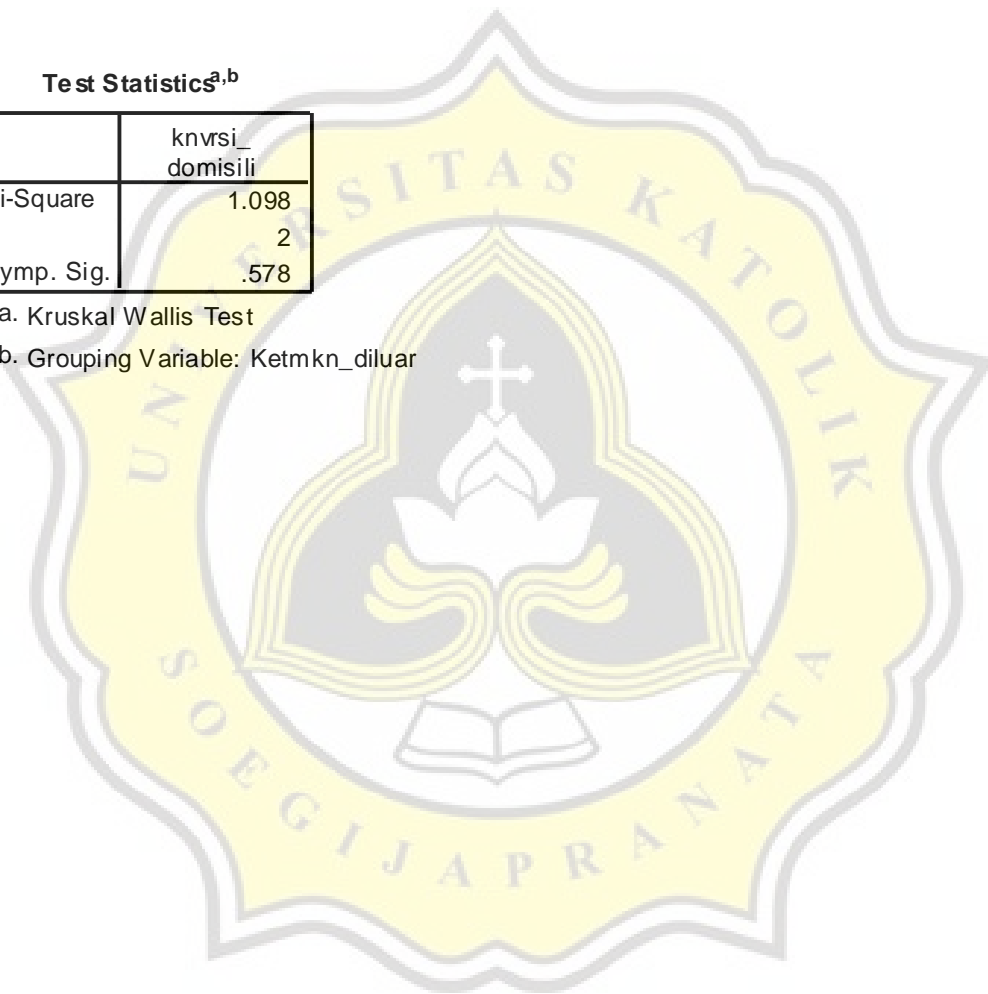 Test Statistics a,b
knvrsi_
domisili
i-Square 1.098
2
ymp. Sig. .578
a. Kruskal Wallis Test
b. Grouping Variable: Ketmkn_diluar
UNIVERSITAS KATOLIK
SOEGIJAPRANATA